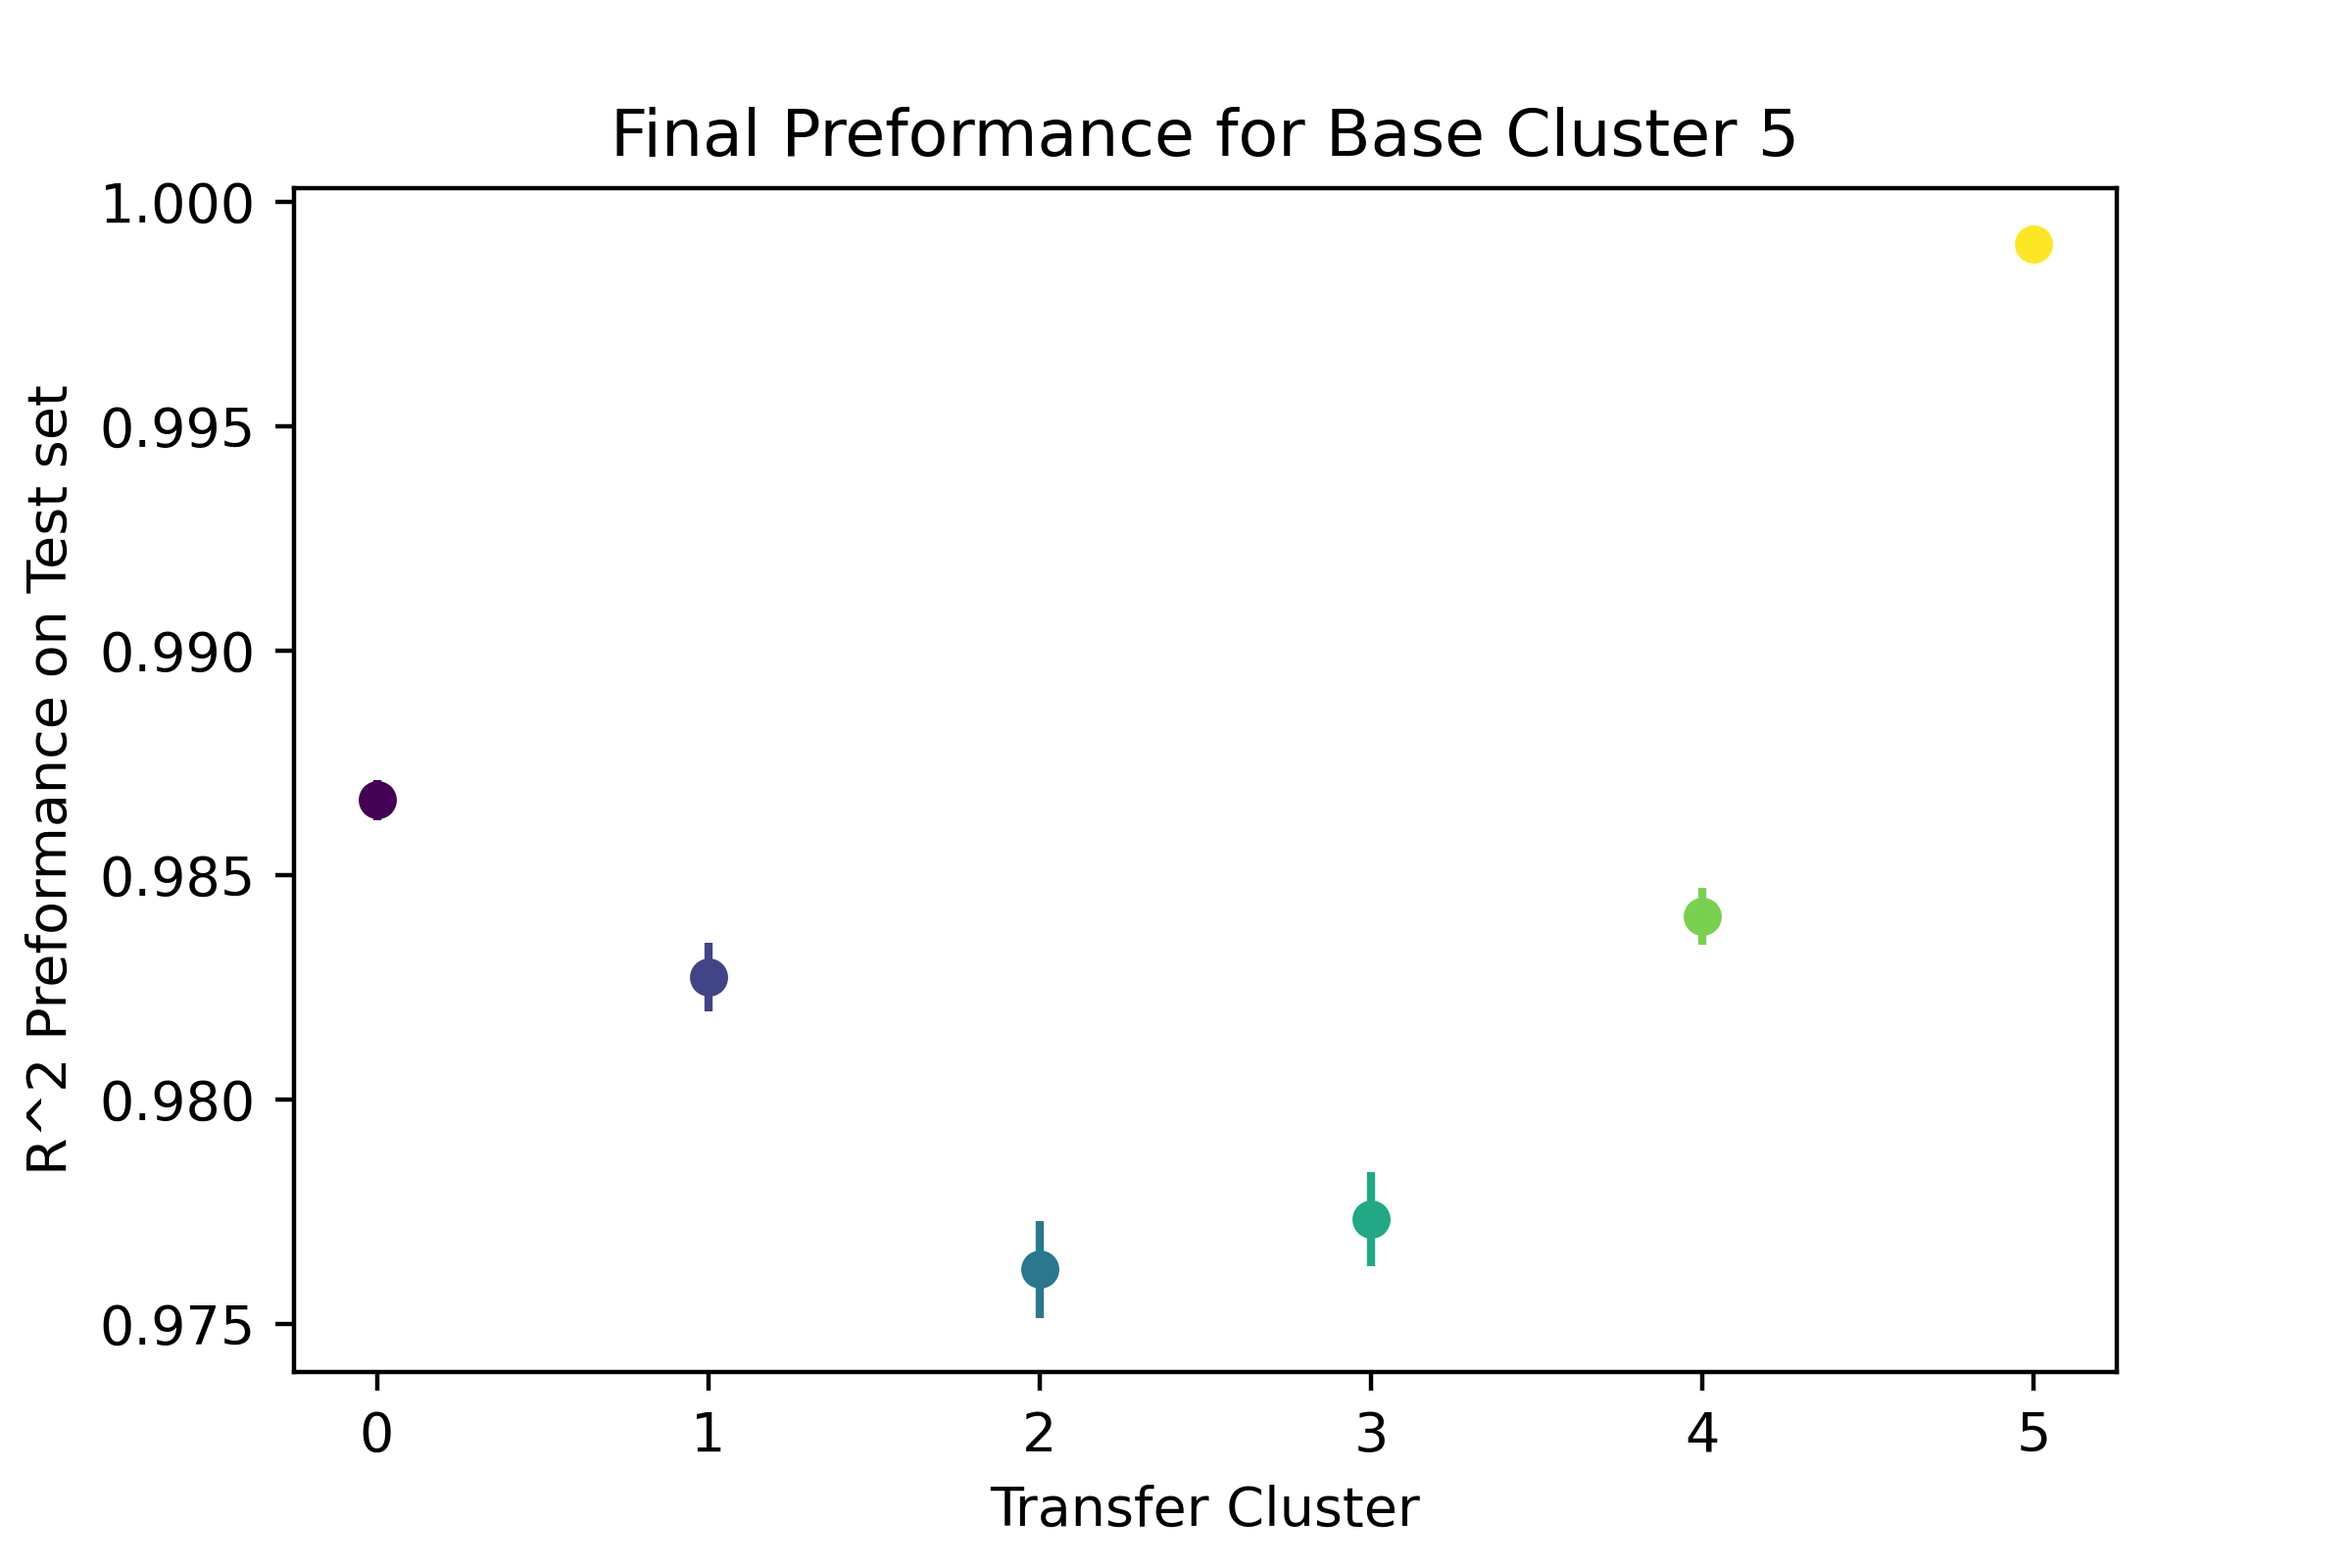 Final Preformance for Base Cluster 5
R^2 Preformance on Test set
1.000
0.995
0.990
0.985
0.980
0.975
0 1 2 3 4 5
Transfer Cluster